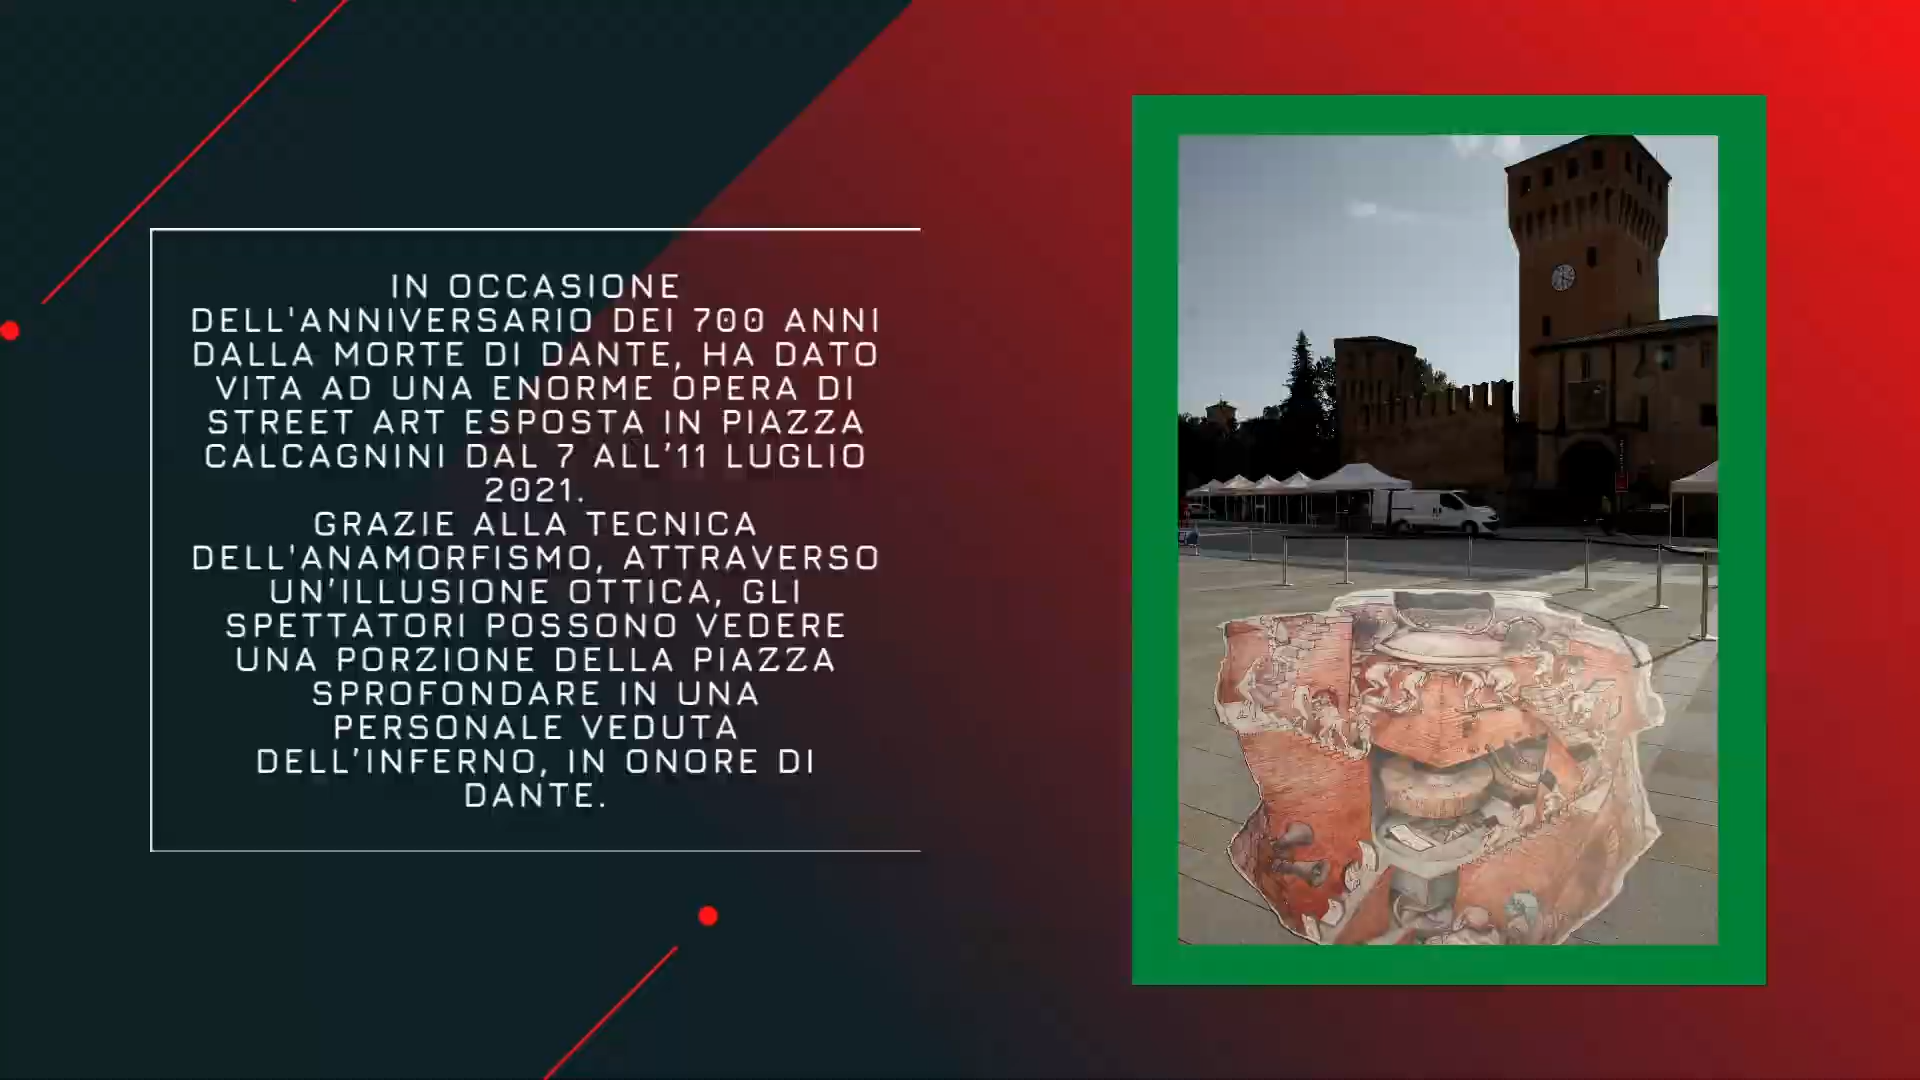 IN OCCASIONE
DELL'ANNIVERSARIO DEI 700 ANNI
DALLA MORTE DI DANTE, HA DATO
VITA AD UNA ENORME OPERA DI
STREET ART ESPOSTA IN PIAZZA
CALCAGNINI DAL 7 ALL’11 LUGLIO
2021.
GRAZIE ALLA TECNICA
DELL'ANAMORFISMO, ATTRAVERSO
UN’ILLUSIONE OTTICA, GLI
SPETTATORI POSSONO VEDERE
UNA PORZIONE DELLA PIAZZA
SPROFONDARE IN UNA
PERSONALE VEDUTA
DELL’INFERNO, IN ONORE DI
DANTE.